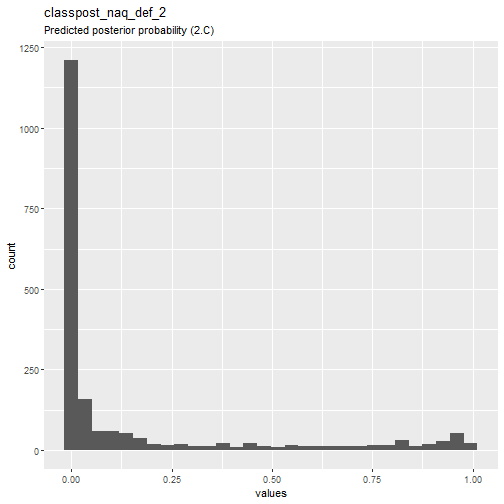 classpost_naq_def_2
Predicted posterior probability (2.C)
1250
1000
750
500
250
0
count
0.00 0.25 0.50 0.75 1.00
values